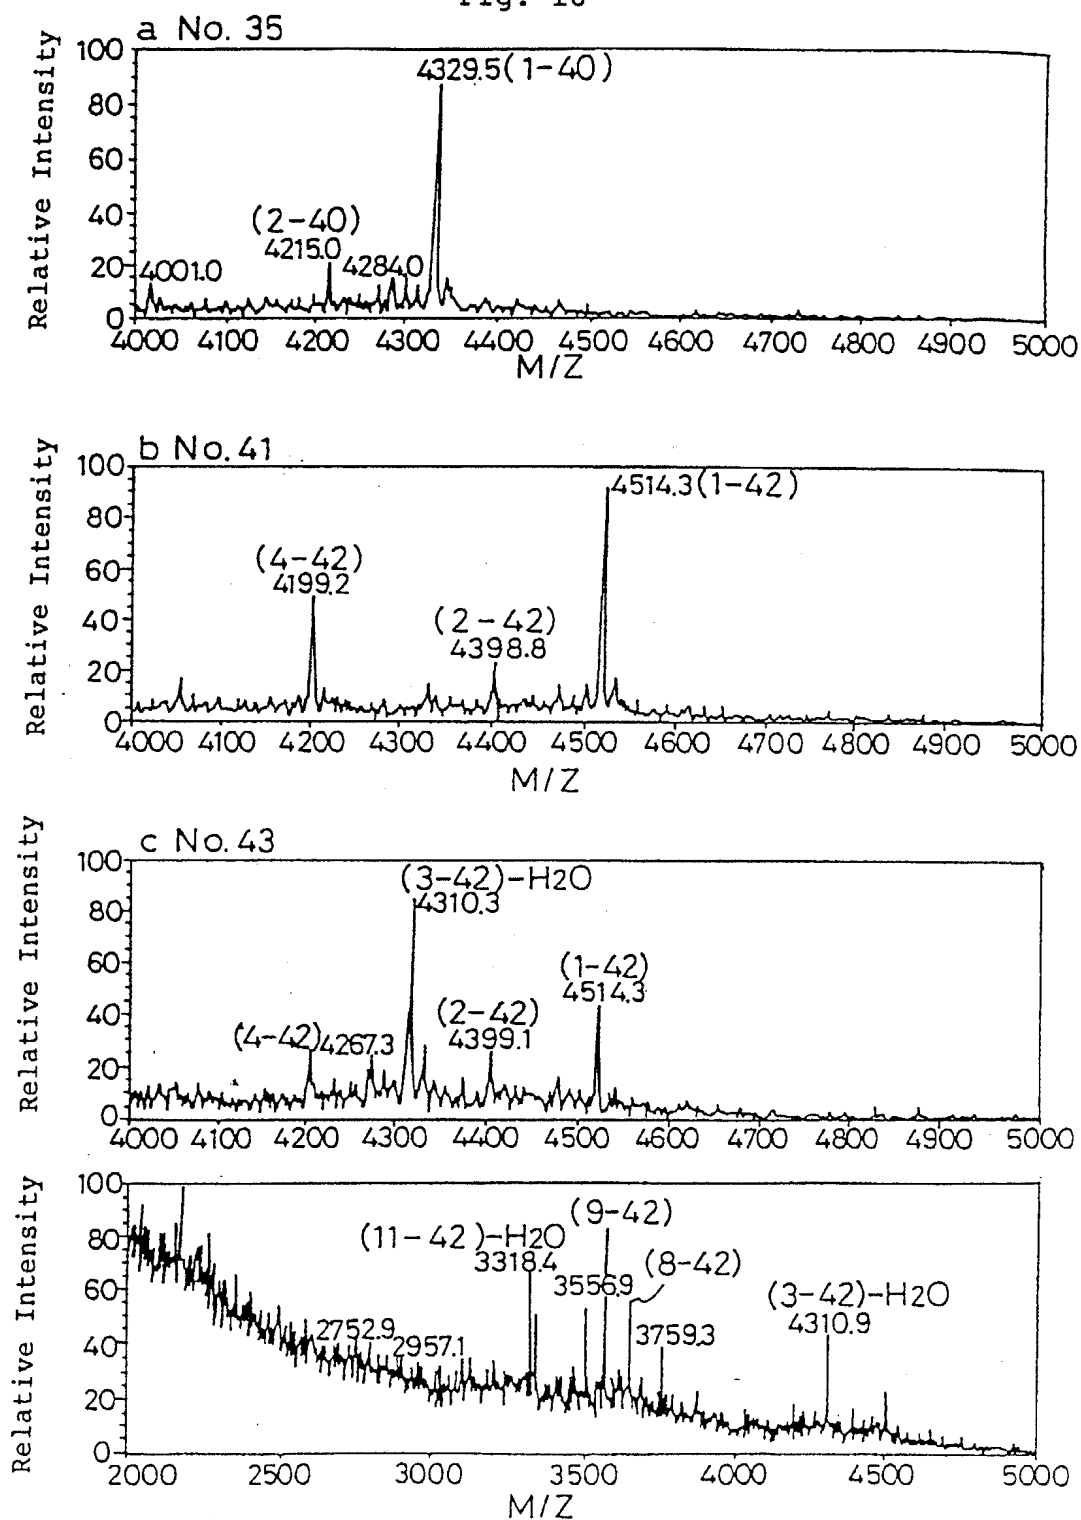 Fig. 10
a No. 35
Relative Intensity
100
80
60
40
20
0
4329.5(1-40)
(2-40)
4215.0
4284.0
4001.0
4000 4100 4200 4300 4400 4500 4600 4700 4800 4900 5000
M/Z
b No. 41
Relative Intensity
100
80
60
40
20
0
4514.3(1-42)
(4-42)
4199.2
(2-42)
4398.8
4000 4100 4200 4300 4400 4500 4600 4700 4800 4900 5000
M/Z
c No. 43
Relative Intensity
100
80
60
40
20
0
(3-42)-H2O
4310.3
(1-42)
4514.3
(2-42)
4399.1
(4-42) 4267.3
4000 4100 4200 4300 4400 4500 4600 4700 4800 4900 5000
Relative Intensity
100
80
60
40
20
0
(9-42)
(11-42)-H2O
3318.4
3556.9
(8-42)
(3-42)-H2O
4310.9
3759.3
2752.9
2957.1
2000 2500 3000 3500 4000 4500 5000
M/Z